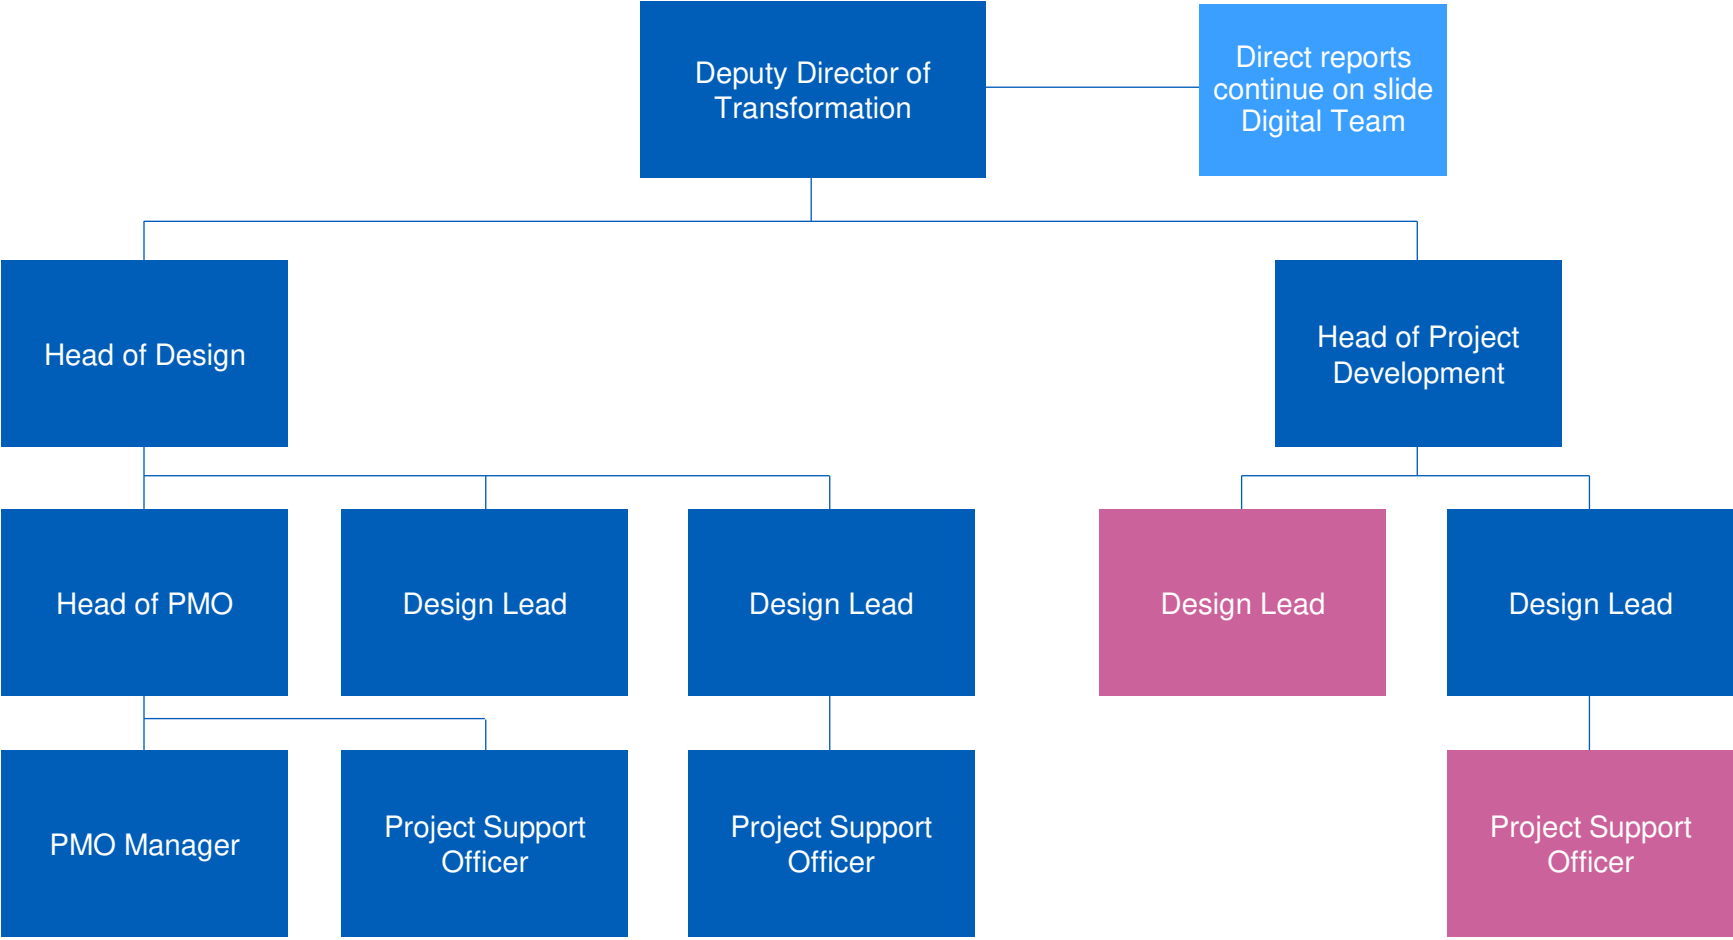 Deputy Director of
Transformation
Direct reports
continue on slide
Digital Team
Head of Design
Head of Project
Development
Head of PMO
Design Lead
Design Lead
Design Lead
Design Lead
PMO Manager
Project Support
Officer
Project Support
Officer
Project Support
Officer